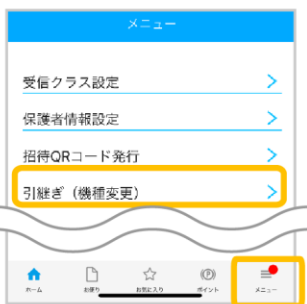 メニュー
受信クラス設定
保護者情報設定
招待QRコード発行
引継ぎ（機種変更）
ホーム お便り お気に入り ポイント メニュー